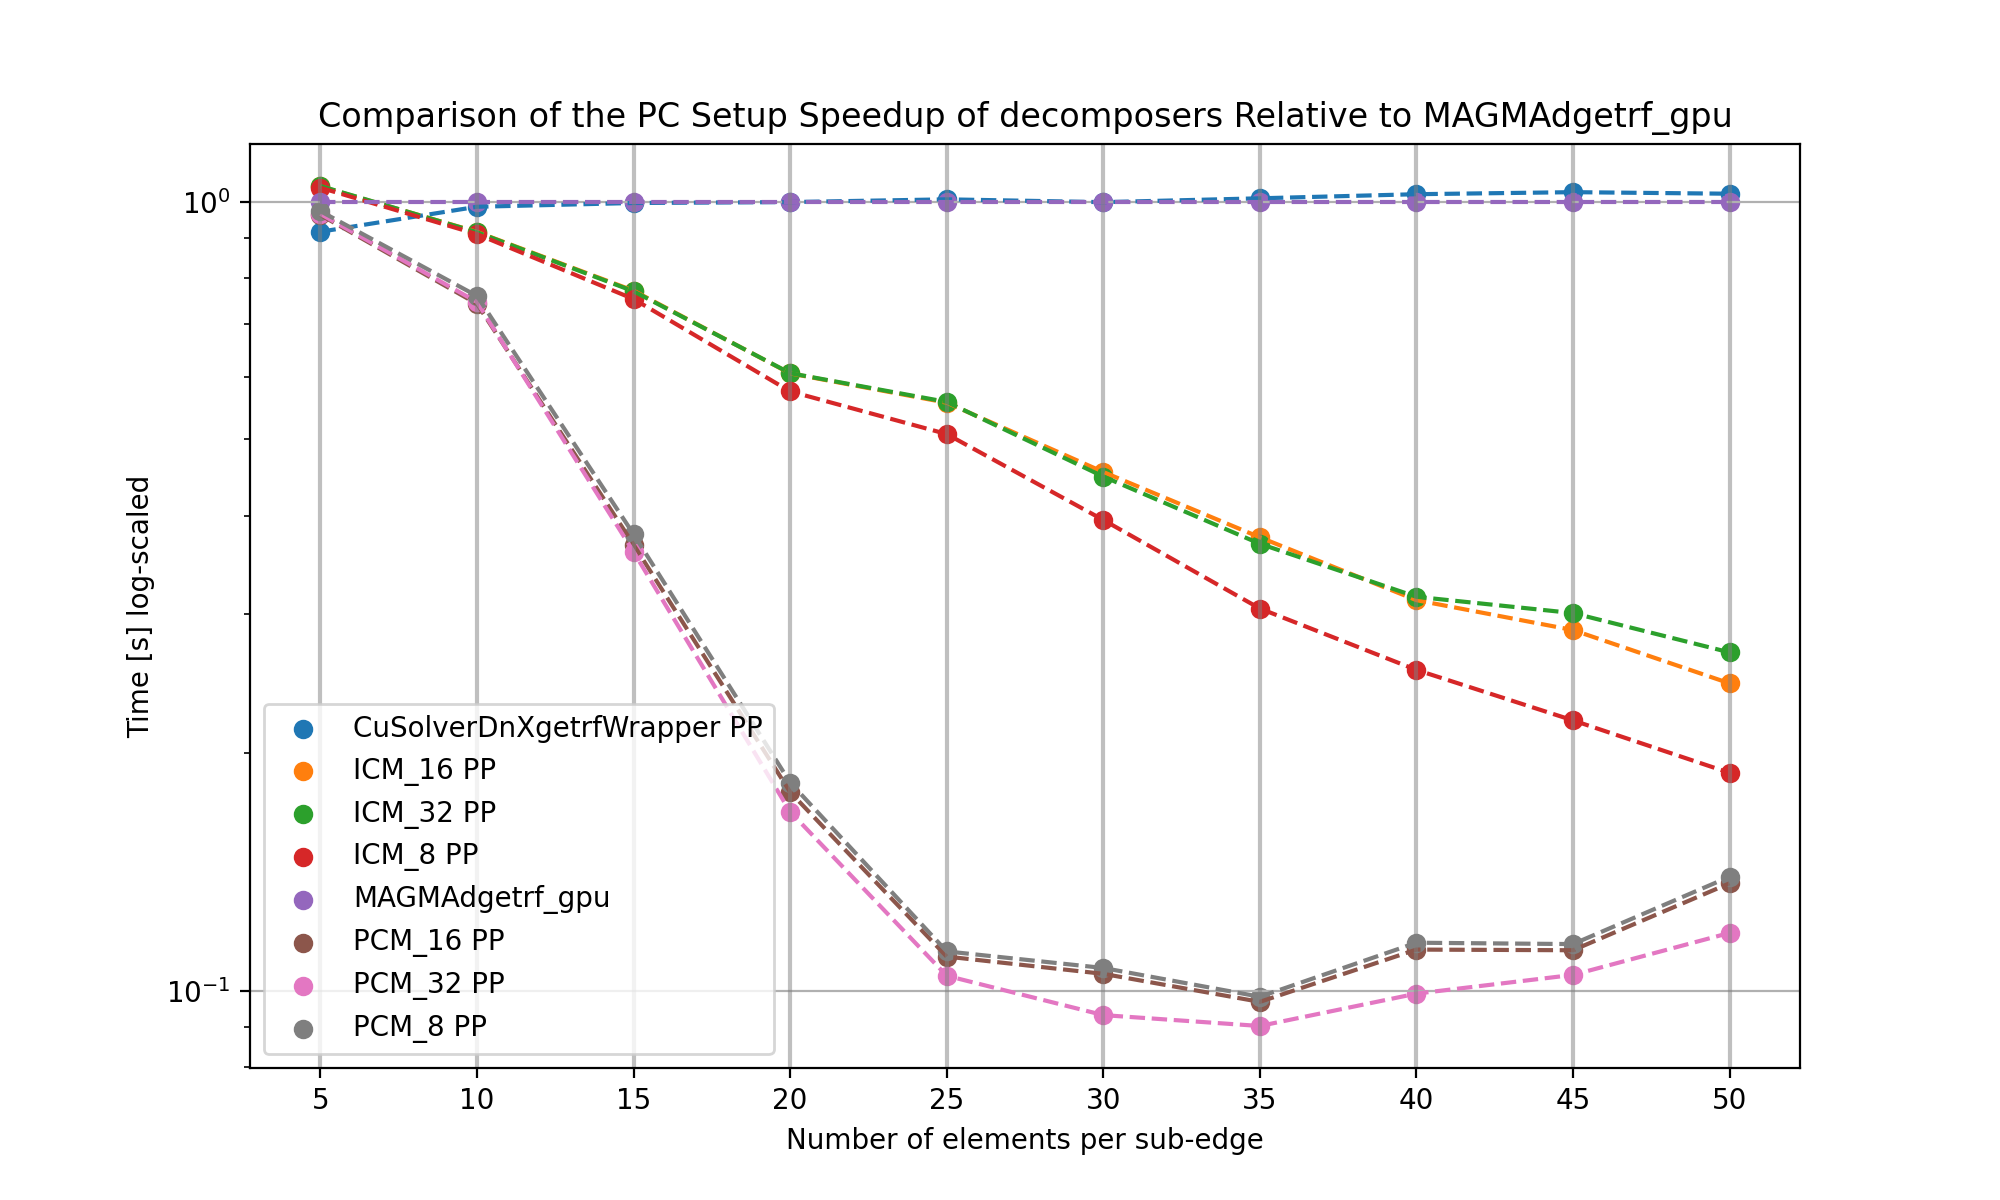 Comparison of the PC Setup Speedup of decomposers Relative to MAGMAdgetrf_gpu
10⁰
10⁻¹
Time [s] log-scaled
CuSolverDnXgetrfWrapper PP
ICM_16 PP
ICM_32 PP
ICM_8 PP
MAGMAdgetrf_gpu
PCM_16 PP
PCM_32 PP
PCM_8 PP
5 10 15 20 25 30 35 40 45 50
Number of elements per sub-edge